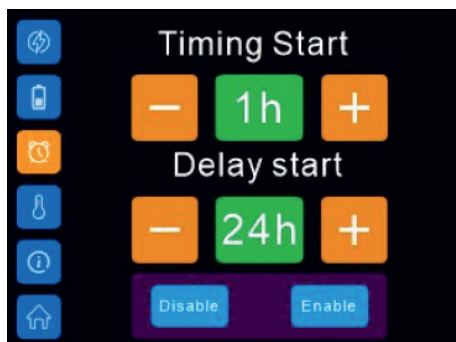 Timing Start
− 1h +
Delay start
− 24h +
Disable Enable